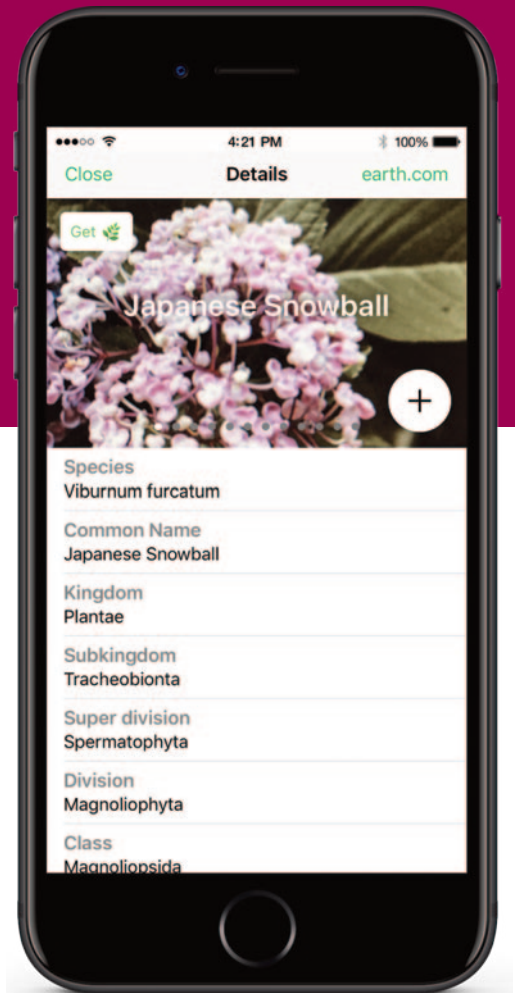 4:21 PM 100%
Close Details earth.com
Get
Japanese Snowball
+
Species
Viburnum furcatum
Common Name
Japanese Snowball
Kingdom
Plantae
Subkingdom
Tracheobionta
Super division
Spermatophyta
Division
Magnoliophyta
Class
Magnoliopsida